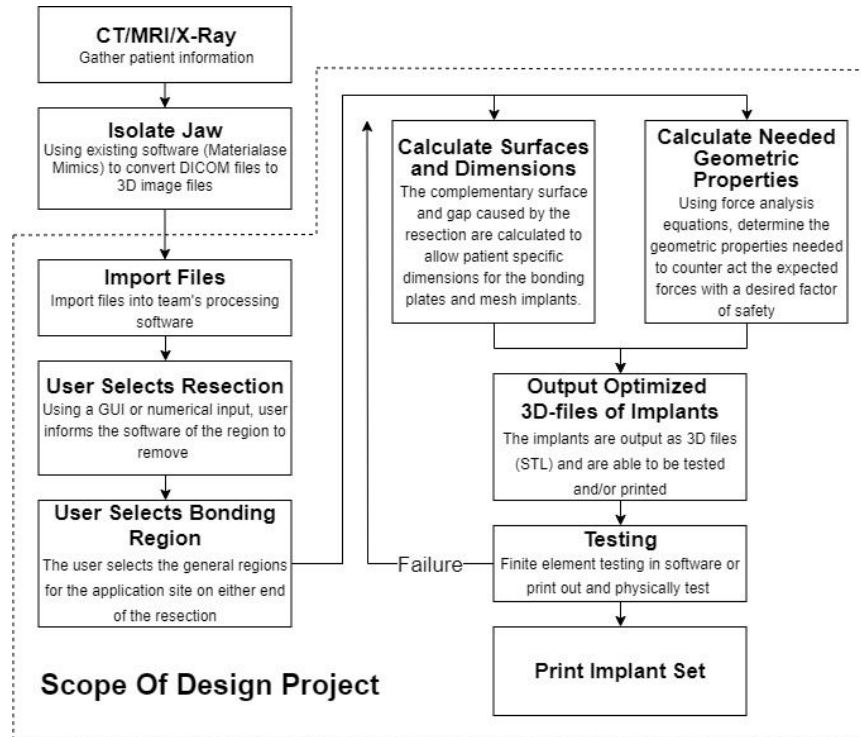 CT/MRI/X-Ray
Gather patient information
Isolate Jaw
Using existing software (Materialase
Mimics) to convert DICOM files to
3D image files
Import Files
Import files into team's processing
software
User Selects Resection
Using a GUI or numerical input, user
informs the software of the region to
remove
User Selects Bonding
Region
The user selects the general regions
for the application site on either end
of the resection
Calculate Surfaces
and Dimensions
The complementary surface
and gap caused by the
resection are calculated to
allow patient specific
dimensions for the bonding
plates and mesh implants.
Calculate Needed
Geometric
Properties
Using force analysis
equations, determine the
geometric properties needed
to counter act the expected
forces with a desired factor
of safety
Output Optimized
3D-files of Implants
The implants are output as 3D files
(STL) and are able to be tested
and/or printed
Testing
Finite element testing in software or
print out and physically test
Failure
Print Implant Set
Scope Of Design Project